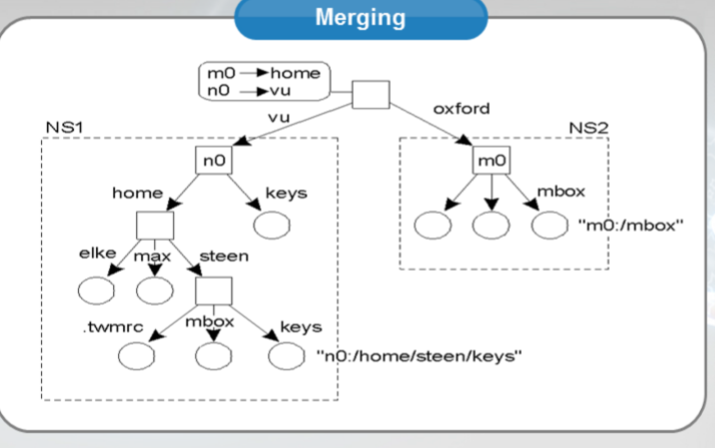 Merging
m0 → home
n0 → vu
vu
oxford
NS1
NS2
n0
m0
home
keys
mbox
"m0:/mbox"
elke
max
steen
.twmrc
mbox
keys
"n0:/home/steen/keys"